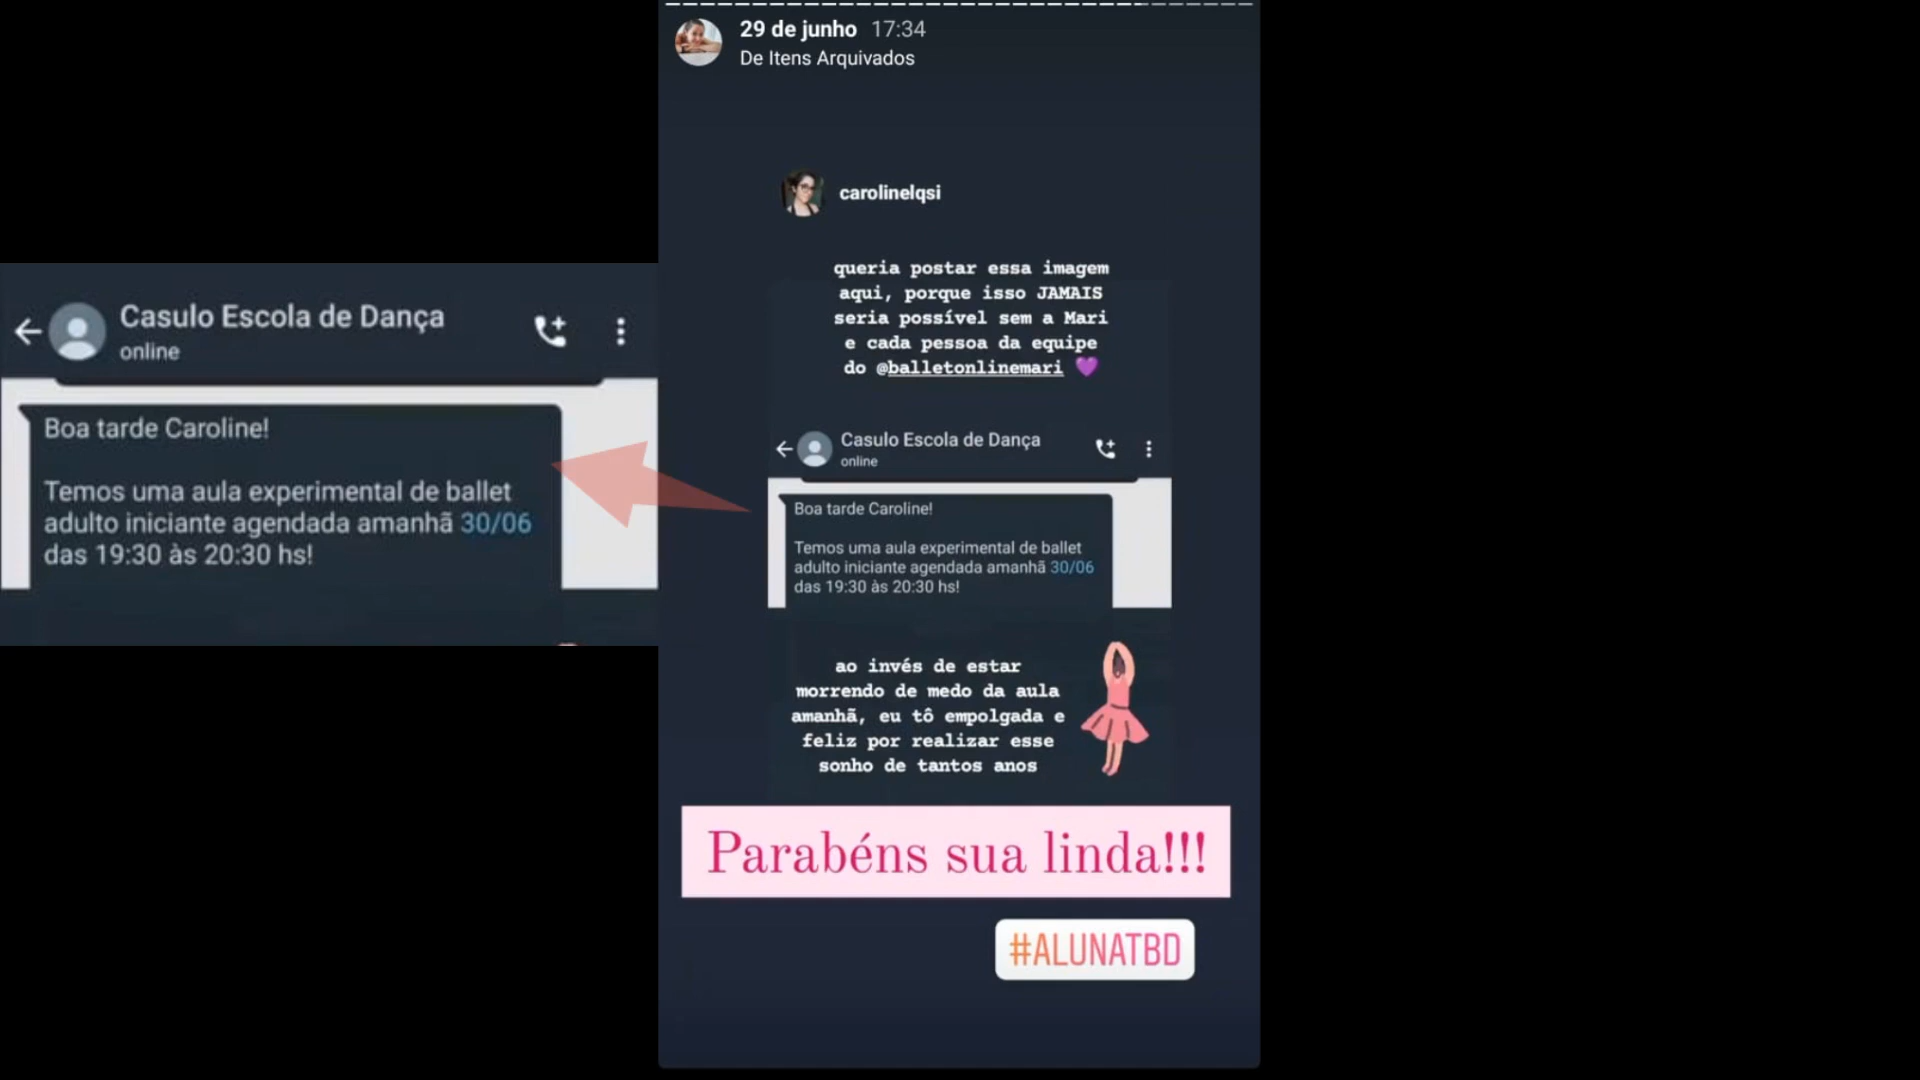 29 de junho 17:34
De Itens Arquivados
carolinelqsi
queria postar essa imagem
aqui, porque isso JAMAIS
seria possível sem a Mari
e cada pessoa da equipe
do @balletonlinemari 💜
Casulo Escola de Dança
online
Boa tarde Caroline!
Temos uma aula experimental de ballet
adulto iniciante agendada amanhã 30/06
das 19:30 às 20:30 hs!
Casulo Escola de Dança
online
Boa tarde Caroline!
Temos uma aula experimental de ballet
adulto iniciante agendada amanhã 30/06
das 19:30 às 20:30 hs!
ao invés de estar
morrendo de medo da aula
amanhã, eu tô empolgada e
feliz por realizar esse
sonho de tantos anos
Parabéns sua linda!!!
#ALUNATBD